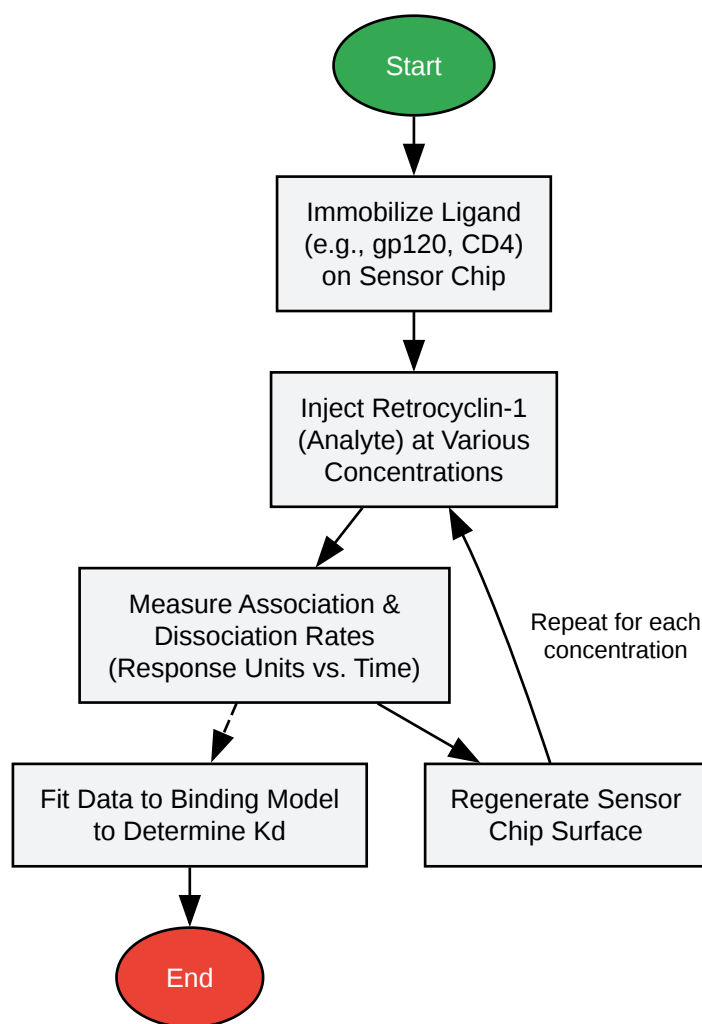 Start
Immobilize Ligand
(e.g., gp120, CD4)
on Sensor Chip
Inject Retrocyclin-1
(Analyte) at Various
Concentrations
Measure Association &
Dissociation Rates
(Response Units vs. Time)
Repeat for each
concentration
Fit Data to Binding Model
to Determine Kd
Regenerate Sensor
Chip Surface
End